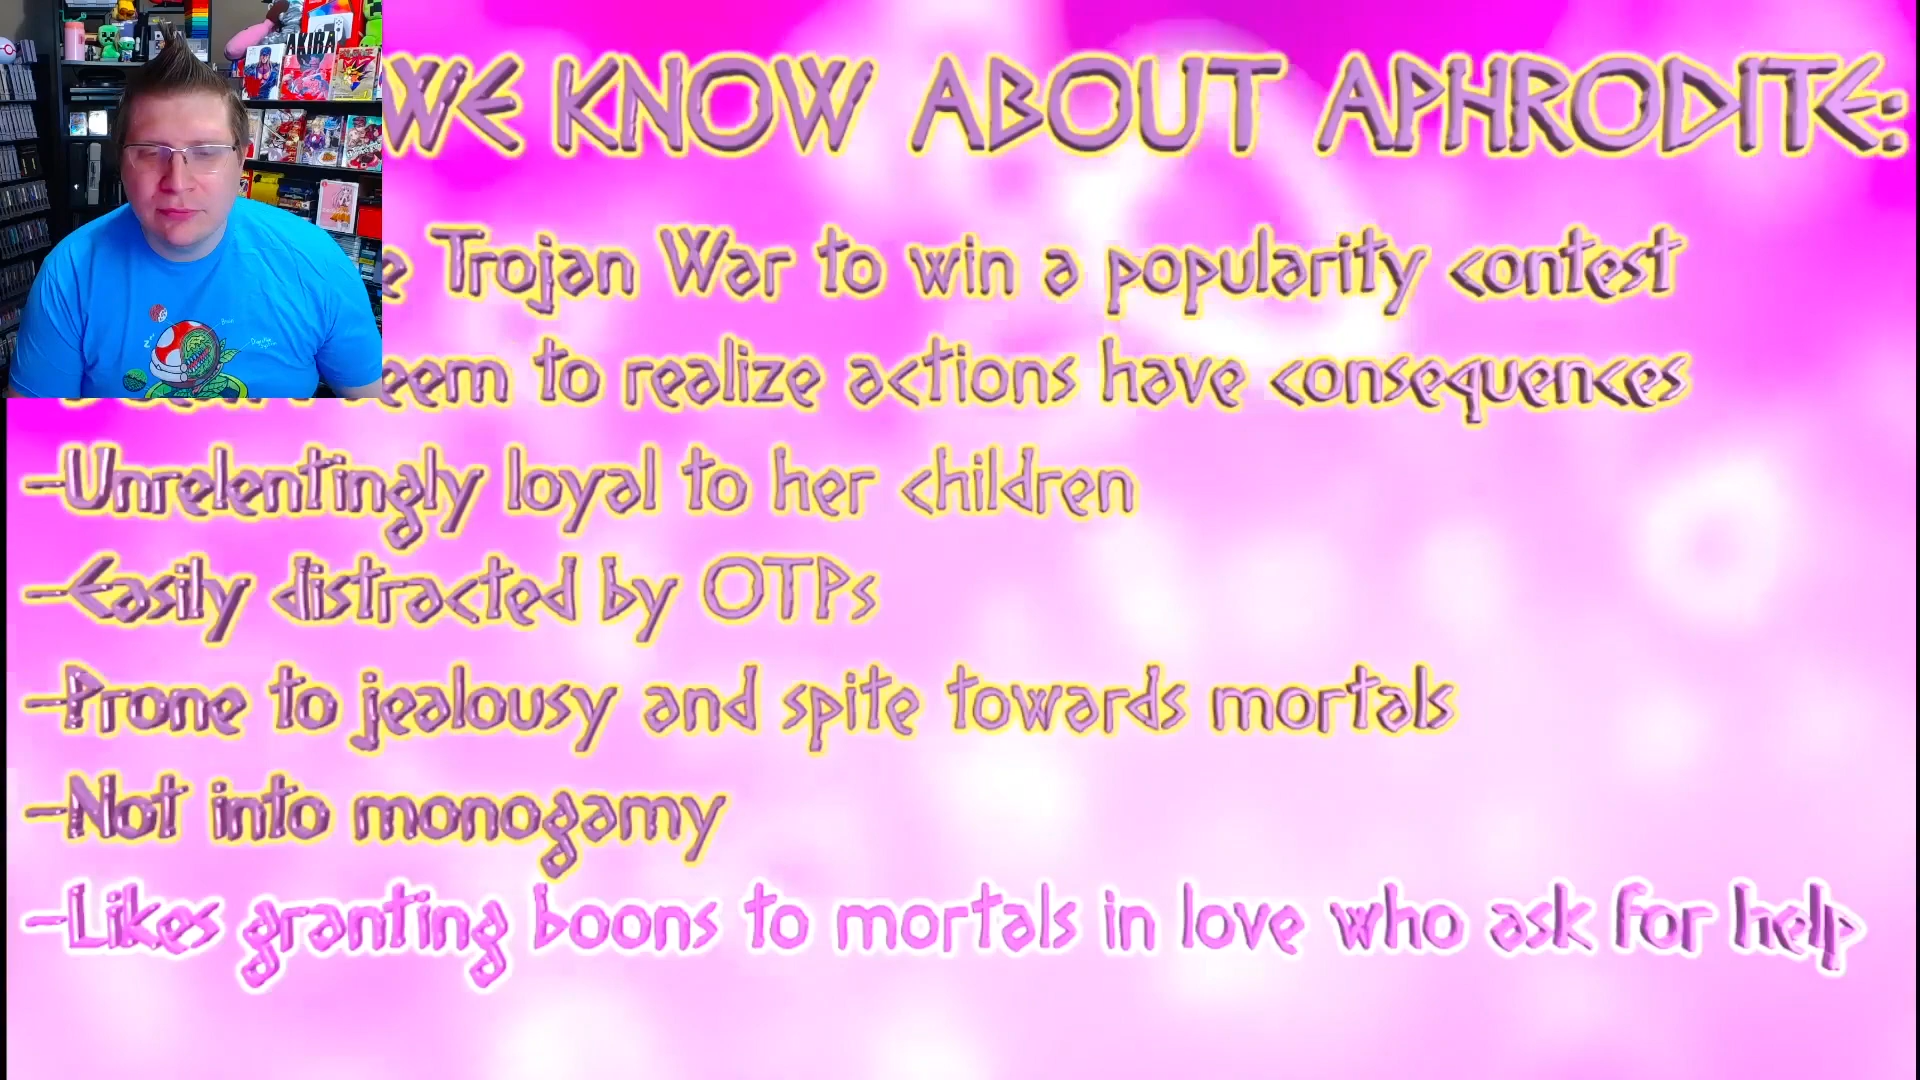 AKIRA
WE KNOW ABOUT APHRODITE:
Trojan War to win a popularity contest
to realize actions have consequences
-Unrelentingly loyal to her children
-Easily distracted by OTPs
-Prone to jealousy and spite towards mortals
-Not into monogamy
-Likes granting boons to mortals in love who ask for help